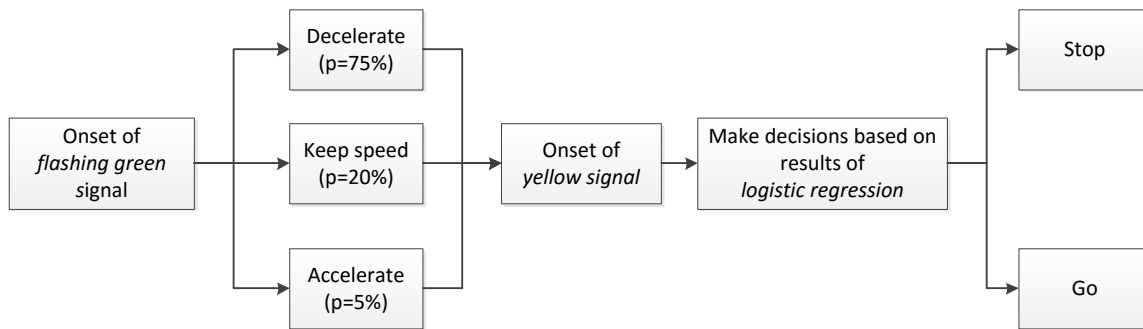 Onset of
flashing green
signal
Decelerate
(p=75%)
Keep speed
(p=20%)
Accelerate
(p=5%)
Onset of
yellow signal
Make decisions based on
results of
logistic regression
Stop
Go